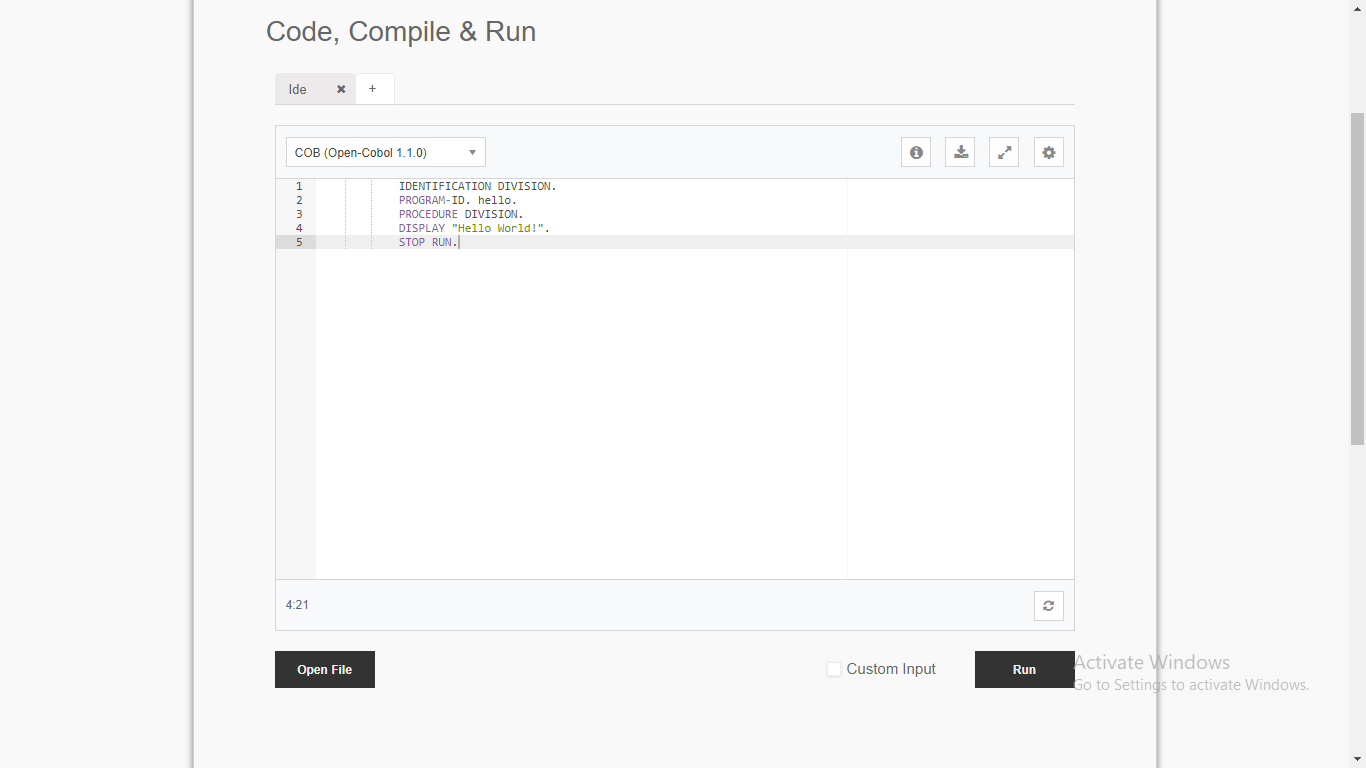 Code, Compile & Run
Ide ✖ +
COB (Open-Cobol 1.1.0)
1 IDENTIFICATION DIVISION.
2 PROGRAM-ID. hello.
3 PROCEDURE DIVISION.
4 DISPLAY "Hello World!".
5 STOP RUN.
4:21
Open File
Custom Input
Run
Activate Windows
Go to Settings to activate Windows.